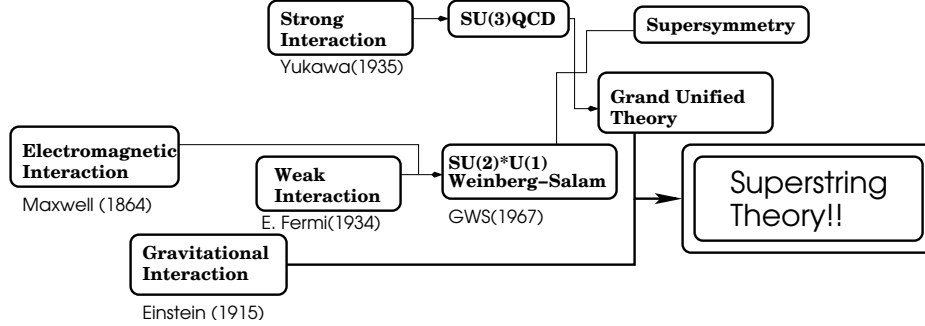 Strong
Interaction
Yukawa(1935)
SU(3)QCD
Supersymmetry
Grand Unified
Theory
Electromagnetic
Interaction
Maxwell (1864)
Weak
Interaction
E. Fermi(1934)
SU(2)*U(1)
Weinberg-Salam
GWS(1967)
Superstring
Theory!!
Gravitational
Interaction
Einstein (1915)